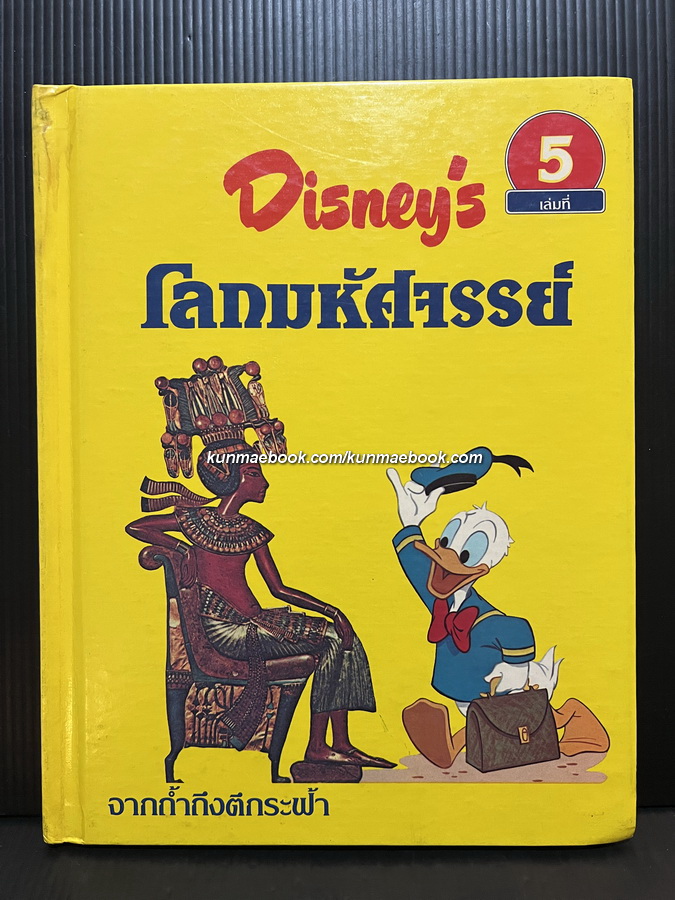 5
เล่มที่
Disney's
โลกมหัศจรรย์
kunmaebook.com/kunmaebook.com
จากถ้ำถึงตึกระฟ้า